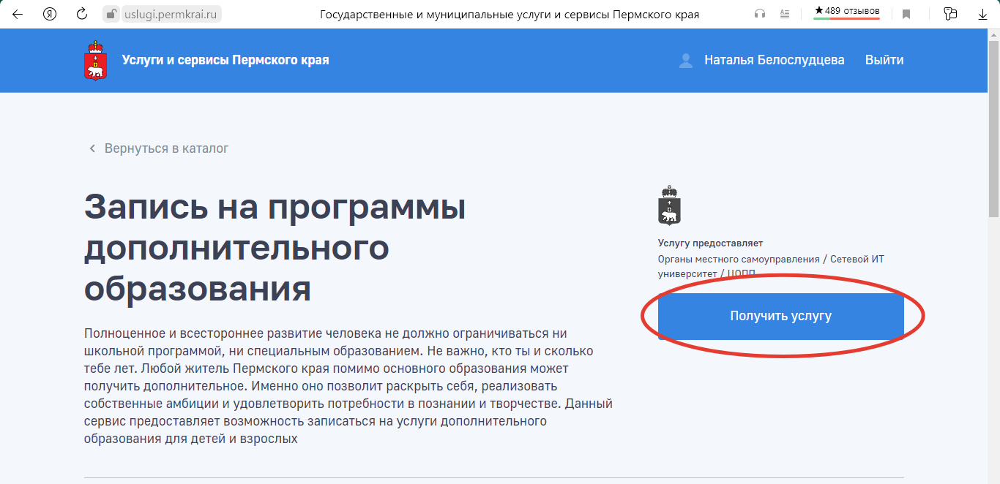 uslugi.permkrai.ru
Государственные и муниципальные услуги и сервисы Пермского края
★489 отзывов
Услуги и сервисы Пермского края
Наталья Белослудцева
Выйти
Вернуться в каталог
Запись на программы
дополнительного
образования
Услугу предоставляет
Органы местного самоуправления / Сетевой ИТ
университет / ЦОПП
Получить услугу
Полноценное и всестороннее развитие человека не должно ограничиваться ни
школьной программой, ни специальным образованием. Не важно, кто ты и сколько
тебе лет. Любой житель Пермского края помимо основного образования может
получить дополнительное. Именно оно позволит раскрыть себя, реализовать
собственные амбиции и удовлетворить потребности в познании и творчестве. Данный
сервис предоставляет возможность записаться на услуги дополнительного
образования для детей и взрослых